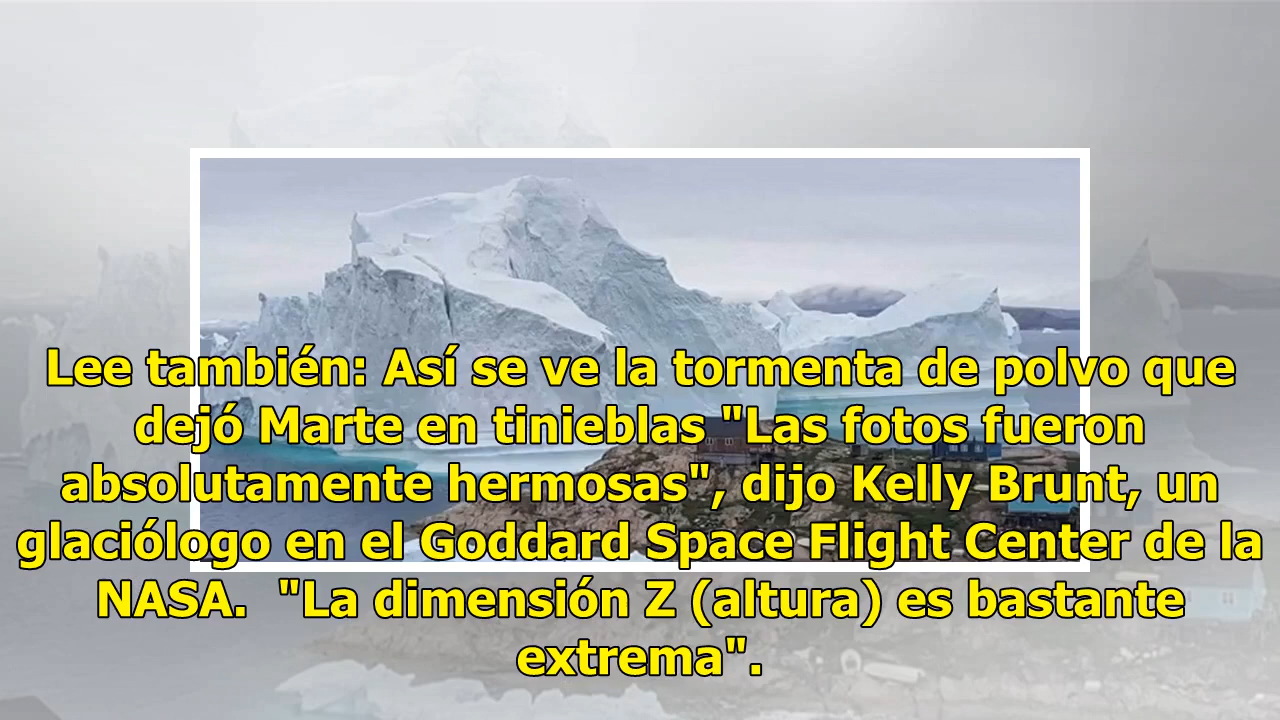 Lee también: Así se ve la tormenta de polvo que
dejó Marte en tinieblas "Las fotos fueron
absolutamente hermosas", dijo Kelly Brunt, un
glaciólogo en el Goddard Space Flight Center de la
NASA.  "La dimensión Z (altura) es bastante
extrema".